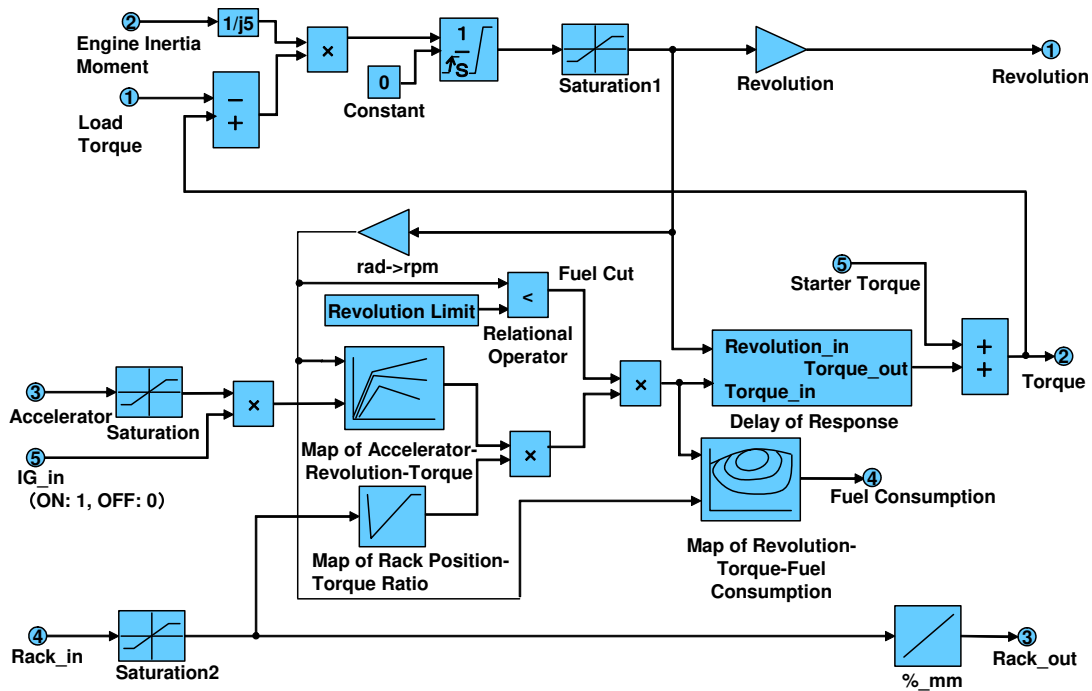 2
1/j5
Engine Inertia
Moment
×
1
S
0
Constant
Saturation1
Revolution
1
Revolution
1
Load
Torque
−
+
rad->rpm
Fuel Cut
<
Revolution Limit
Relational
Operator
5
Starter Torque
+
+
2
Torque
Revolution_in
Torque_out
Torque_in
Delay of Response
3
Accelerator
Saturation
×
5
IG_in
(ON: 1, OFF: 0)
Map of Accelerator-
Revolution-Torque
×
×
4
Fuel Consumption
Map of Rack Position-
Torque Ratio
Map of Revolution-
Torque-Fuel
Consumption
4
Rack_in
Saturation2
%_mm
3
Rack_out